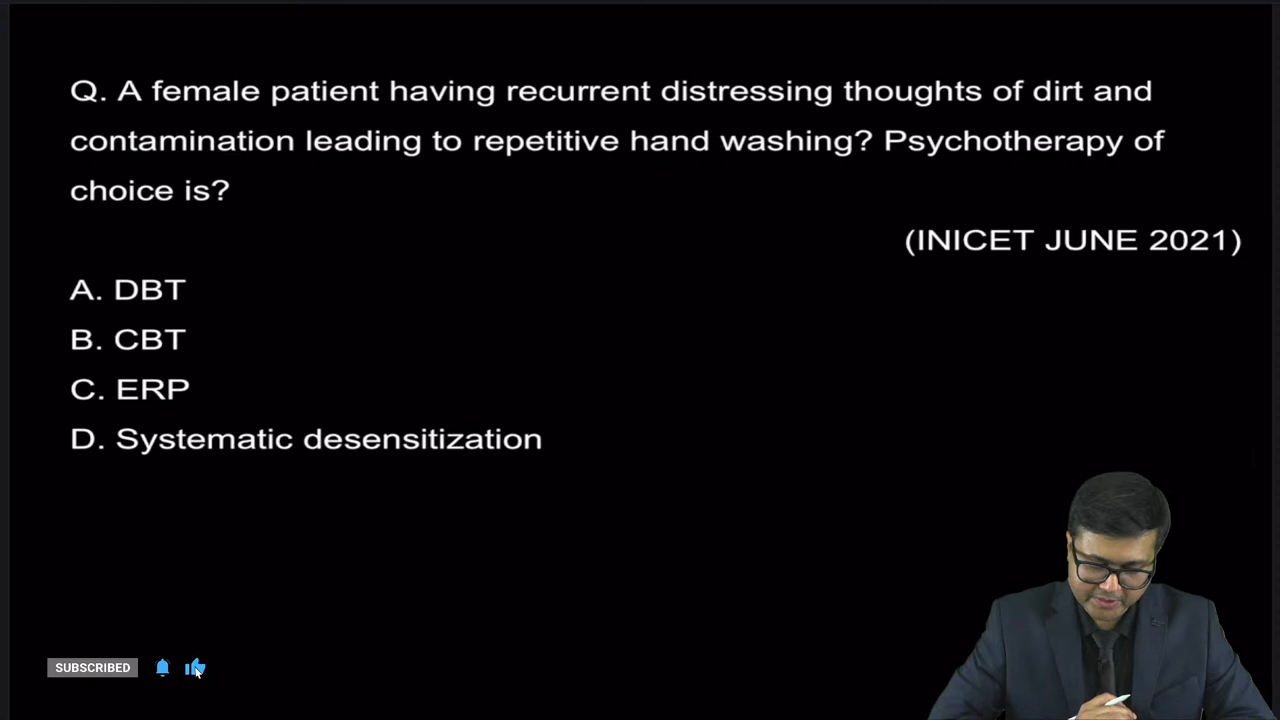 Q. A female patient having recurrent distressing thoughts of dirt and
contamination leading to repetitive hand washing? Psychotherapy of
choice is?
(INICET JUNE 2021)
A. DBT
B. CBT
C. ERP
D. Systematic desensitization
SUBSCRIBED